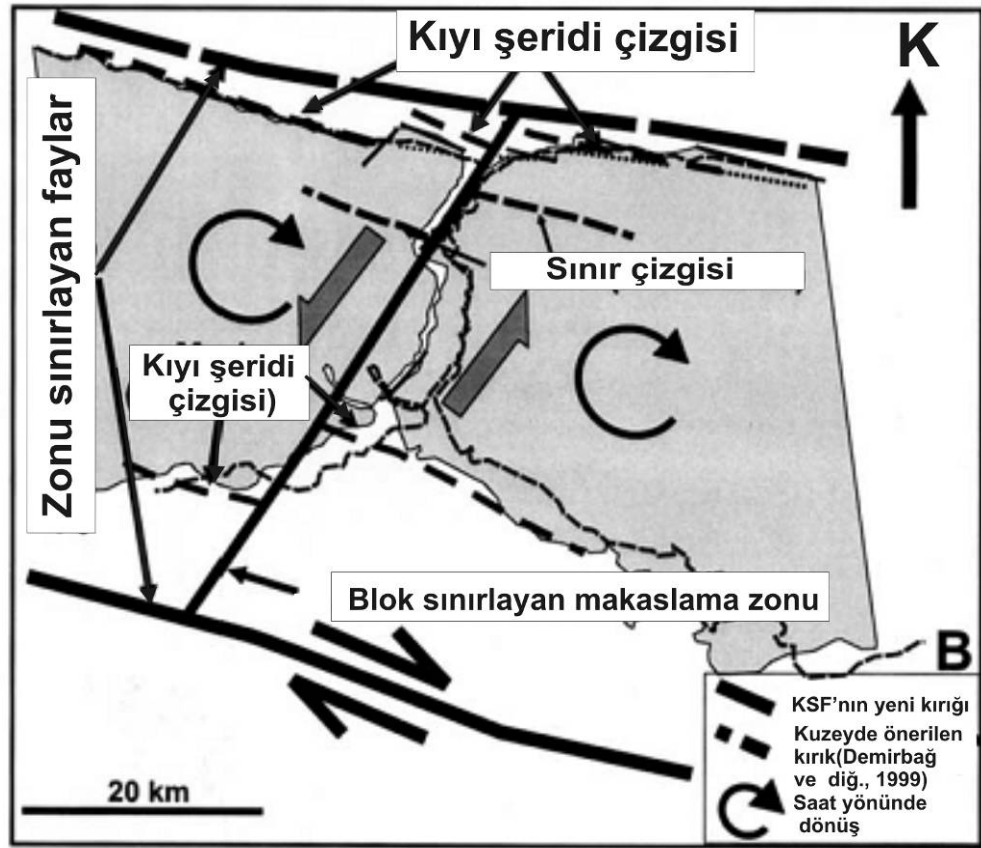 Kıyı şeridi çizgisi
K
Zonu sınırlayan faylar
Sınır çizgisi
Kıyı şeridi
çizgisi)
Blok sınırlayan makaslama zonu
B
KSF'nın yeni kırığı
Kuzeyde önerilen
kırık(Demirbağ
ve diğ., 1999)
Saat yönünde
dönüş
20 km